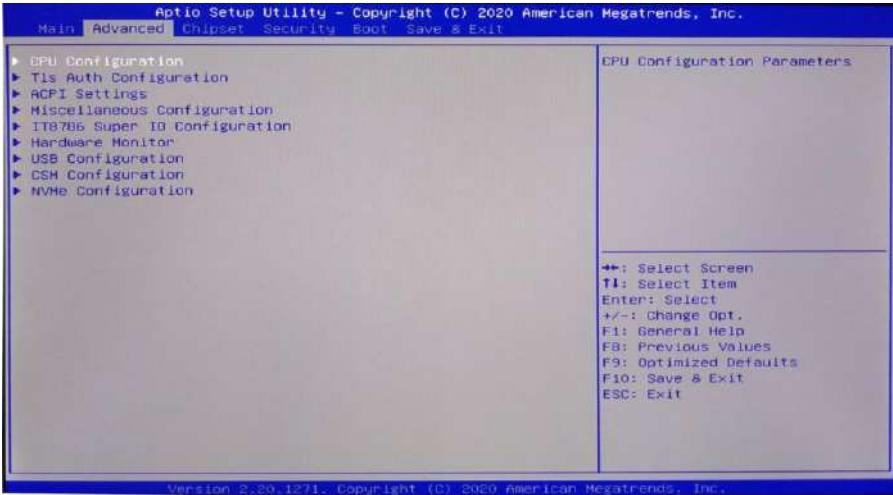 Aptio Setup Utility – Copyright (C) 2020 American Megatrends, Inc.
Main Advanced Chipset Security Boot Save & Exit
▶ CPU Configuration
▶ Tls Auth Configuration
▶ ACPI Settings
▶ Miscellaneous Configuration
▶ IT8786 Super IO Configuration
▶ Hardware Monitor
▶ USB Configuration
▶ CSM Configuration
▶ NVMe Configuration
CPU Configuration Parameters
→←: Select Screen
↑↓: Select Item
Enter: Select
+/-: Change Opt.
F1: General Help
F8: Previous Values
F9: Optimized Defaults
F10: Save & Exit
ESC: Exit
Version 2.20.1271. Copyright (C) 2020 American Megatrends, Inc.